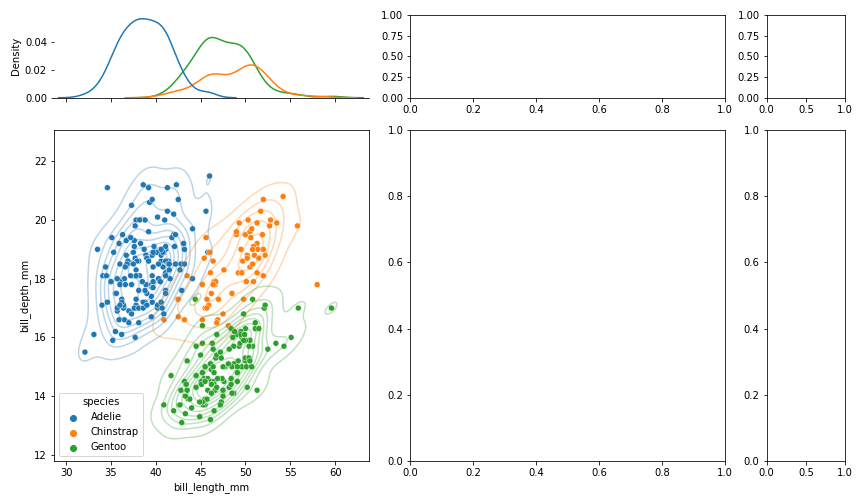 Density
0.04
0.02
0.00
1.00
0.75
0.50
0.25
0.00
0.0 0.2 0.4 0.6 0.8 1.0
1.00
0.75
0.50
0.25
0.00
0.0 0.5 1.0
bill_depth_mm
22
20
18
16
14
12
species
Adelie
Chinstrap
Gentoo
30 35 40 45 50 55 60
bill_length_mm
1.0
0.8
0.6
0.4
0.2
0.0
0.0 0.2 0.4 0.6 0.8 1.0
1.0
0.8
0.6
0.4
0.2
0.0
0.0 0.5 1.0